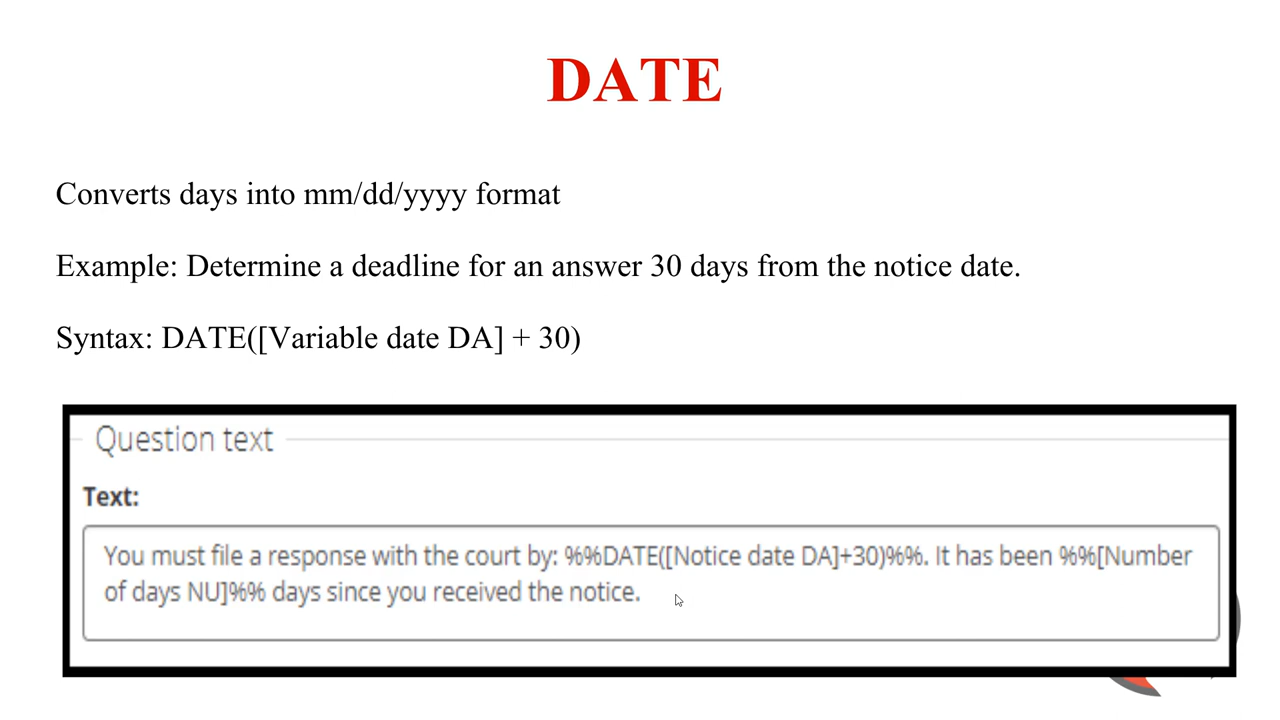 DATE
Converts days into mm/dd/yyyy format
Example: Determine a deadline for an answer 30 days from the notice date.
Syntax: DATE([Variable date DA] + 30)
Question text
Text:
You must file a response with the court by: %%DATE([Notice date DA]+30)%%. It has been %%[Number
of days NU]%% days since you received the notice.